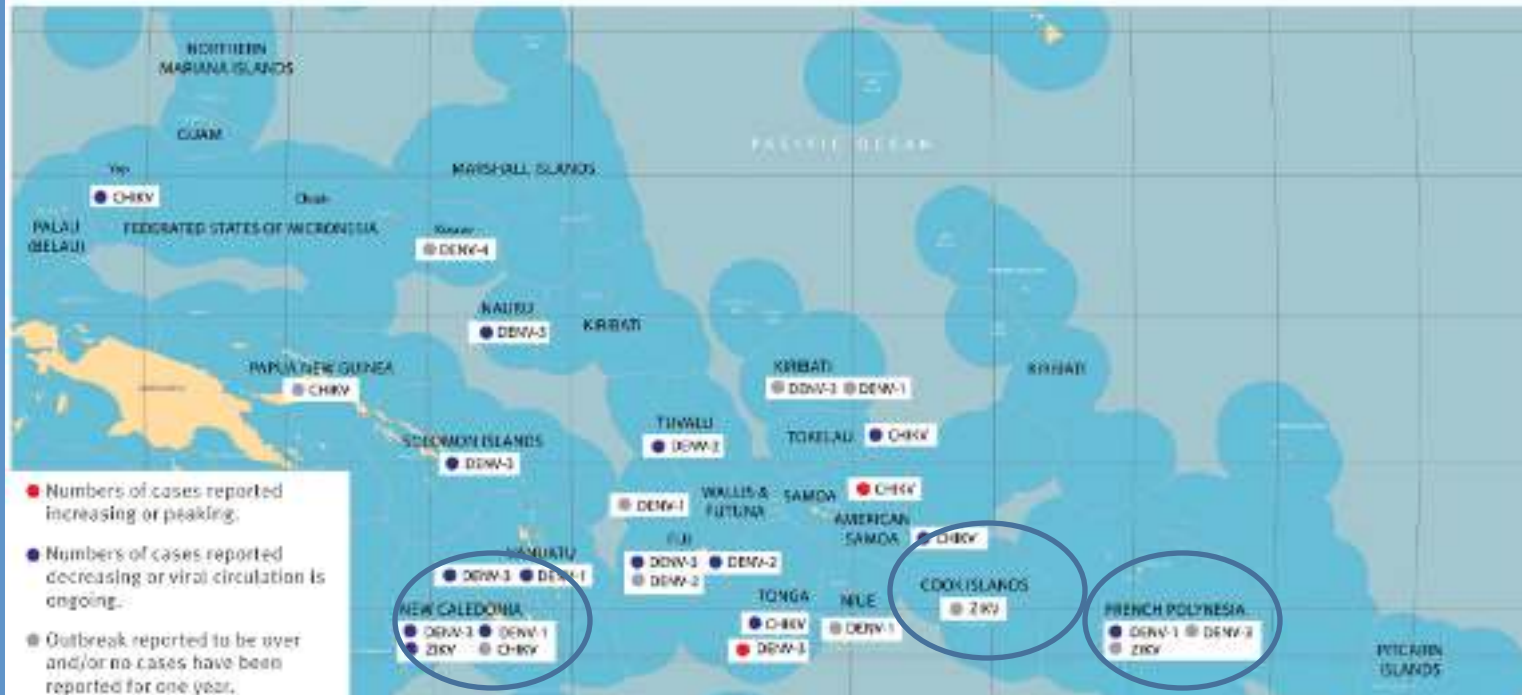 NORTHERN
MARIANA ISLANDS
GUAM
PACIFIC OCEAN
Yap
CHIKV
MARSHALL ISLANDS
PALAU
(BELAU)
FEDERATED STATES OF MICRONESIA
DENV-4
NAURU
DENV-3
KIRIBATI
PAPUA NEW GUINEA
CHIKV
KIRIBATI
DENV-3 DENV-1
KIRIBATI
TUVALU
TOKELAU CHIKV
SOLOMON ISLANDS
DENV-3
DENV-1
WALLIS &
FUTUNA
SAMOA CHIKV
AMERICAN
SAMOA CHIKV
VANUATU
DENV-3 DENV-1
FIJI
DENV-3 DENV-2
COOK ISLANDS
ZIKV
TONGA
CHIKV
DENV-3
NIUE
DENV-1
NEW CALEDONIA
DENV-3 DENV-1
ZIKV CHIKV
FRENCH POLYNESIA
DENV-1 DENV-3
ZIKV
PITCAIRN
ISLANDS
Numbers of cases reported
increasing or peaking.
Numbers of cases reported
decreasing or viral circulation is
ongoing.
Outbreak reported to be over
and/or no cases have been
reported for one year.